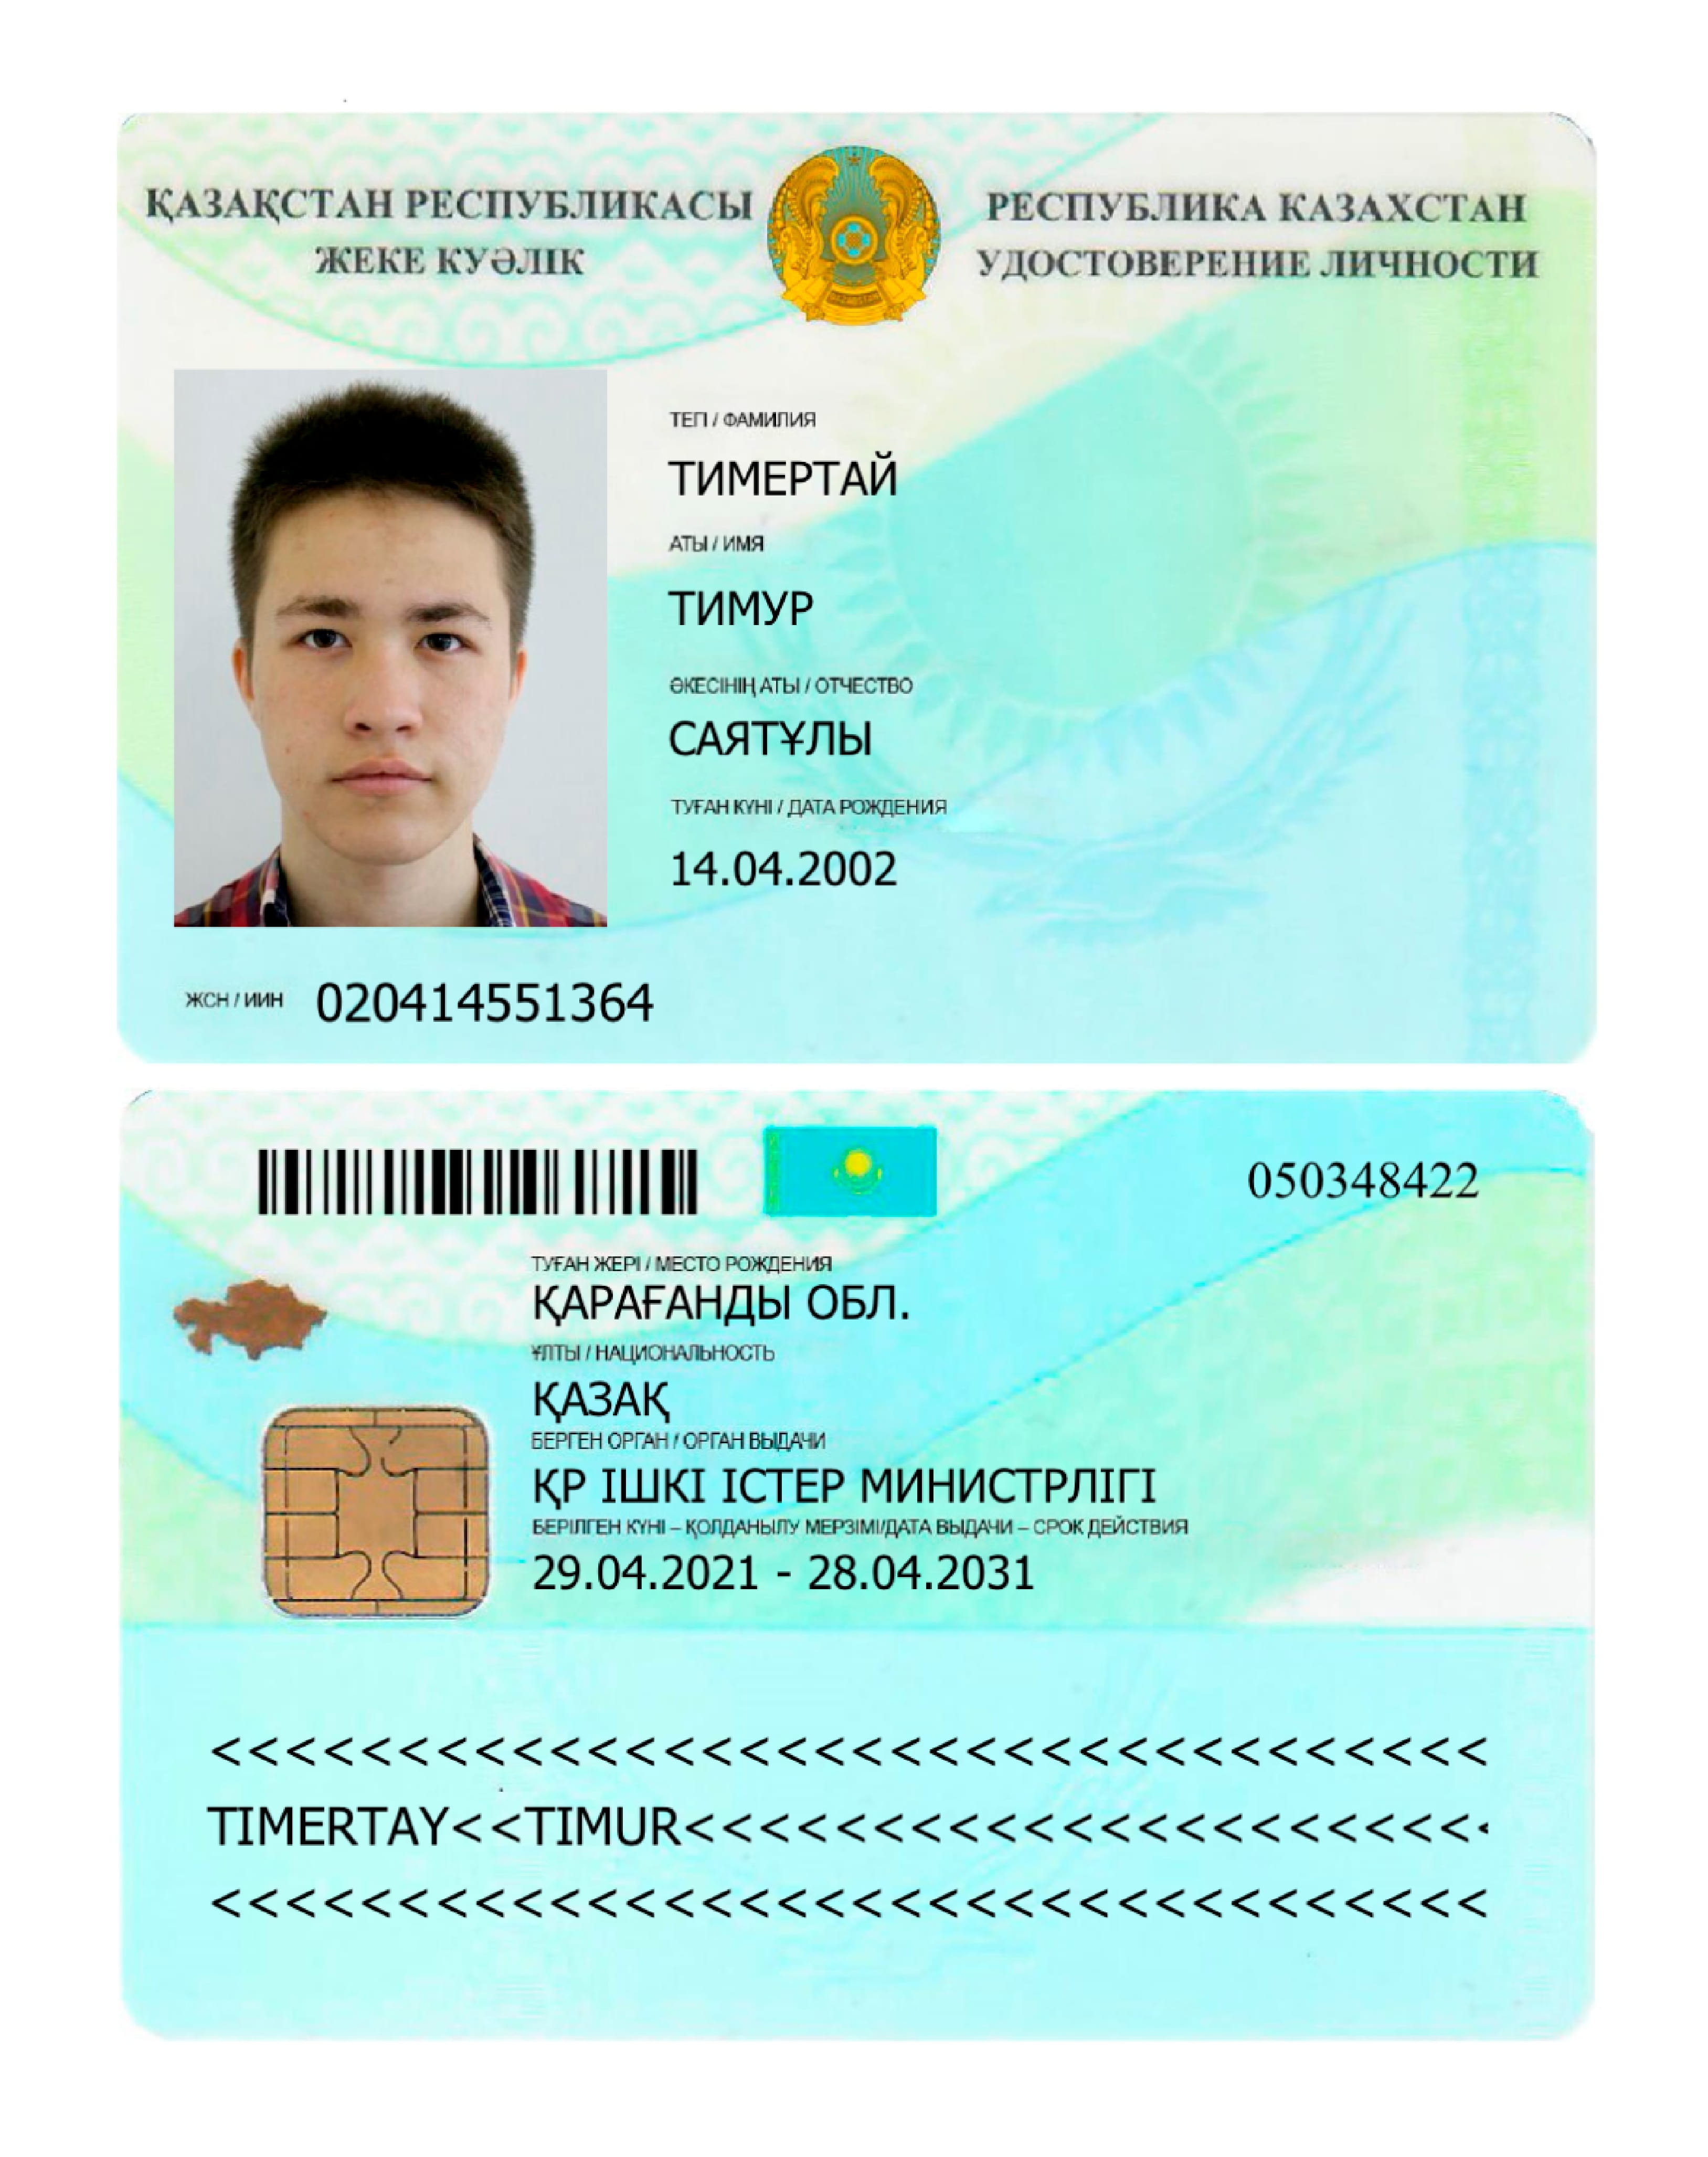 ҚАЗАҚСТАН РЕСПУБЛИКАСЫ
ЖЕКЕ КУӘЛІК
РЕСПУБЛИКА КАЗАХСТАН
УДОСТОВЕРЕНИЕ ЛИЧНОСТИ
ТЕГІ / ФАМИЛИЯ
ТИМЕРТАЙ
АТЫ / ИМЯ
ТИМУР
ӘКЕСІНІҢ АТЫ / ОТЧЕСТВО
САЯТҰЛЫ
ТУҒАН КҮНІ / ДАТА РОЖДЕНИЯ
14.04.2002
ЖСН / ИИН 020414551364
050348422
ТУҒАН ЖЕРІ / МЕСТО РОЖДЕНИЯ
ҚАРАҒАНДЫ ОБЛ.
ҰЛТЫ / НАЦИОНАЛЬНОСТЬ
ҚАЗАҚ
БЕРГЕН ОРГАН / ОРГАН ВЫДАЧИ
ҚР ІШКІ ІСТЕР МИНИСТРЛІГІ
БЕРІЛГЕН КҮНІ – ҚОЛДАНЫЛУ МЕРЗІМІ/ДАТА ВЫДАЧИ – СРОК ДЕЙСТВИЯ
29.04.2021 - 28.04.2031
<<<<<<<<<<<<<<<<<<<<<<<<<<<<<<<<<<
TIMERTAY<<TIMUR<<<<<<<<<<<<<<<<<<<<<<
<<<<<<<<<<<<<<<<<<<<<<<<<<<<<<<<<<